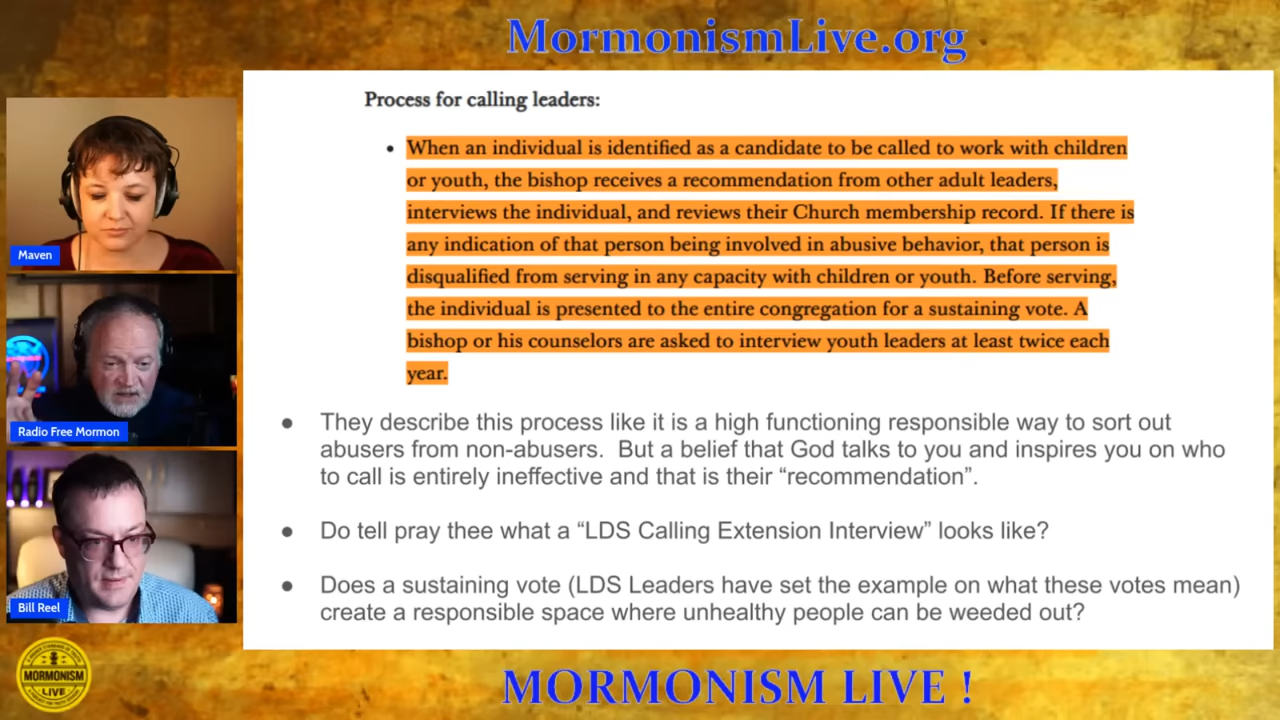 MormonismLive.org
Process for calling leaders:
• When an individual is identified as a candidate to be called to work with children
or youth, the bishop receives a recommendation from other adult leaders,
interviews the individual, and reviews their Church membership record. If there is
any indication of that person being involved in abusive behavior, that person is
disqualified from serving in any capacity with children or youth. Before serving,
the individual is presented to the entire congregation for a sustaining vote. A
bishop or his counselors are asked to interview youth leaders at least twice each
year.
● They describe this process like it is a high functioning responsible way to sort out
abusers from non-abusers. But a belief that God talks to you and inspires you on who
to call is entirely ineffective and that is their “recommendation”.
● Do tell pray thee what a “LDS Calling Extension Interview” looks like?
● Does a sustaining vote (LDS Leaders have set the example on what these votes mean)
create a responsible space where unhealthy people can be weeded out?
Maven
Radio Free Mormon
Bill Reel
MORMONISM
LIVE
MORMONISM LIVE !